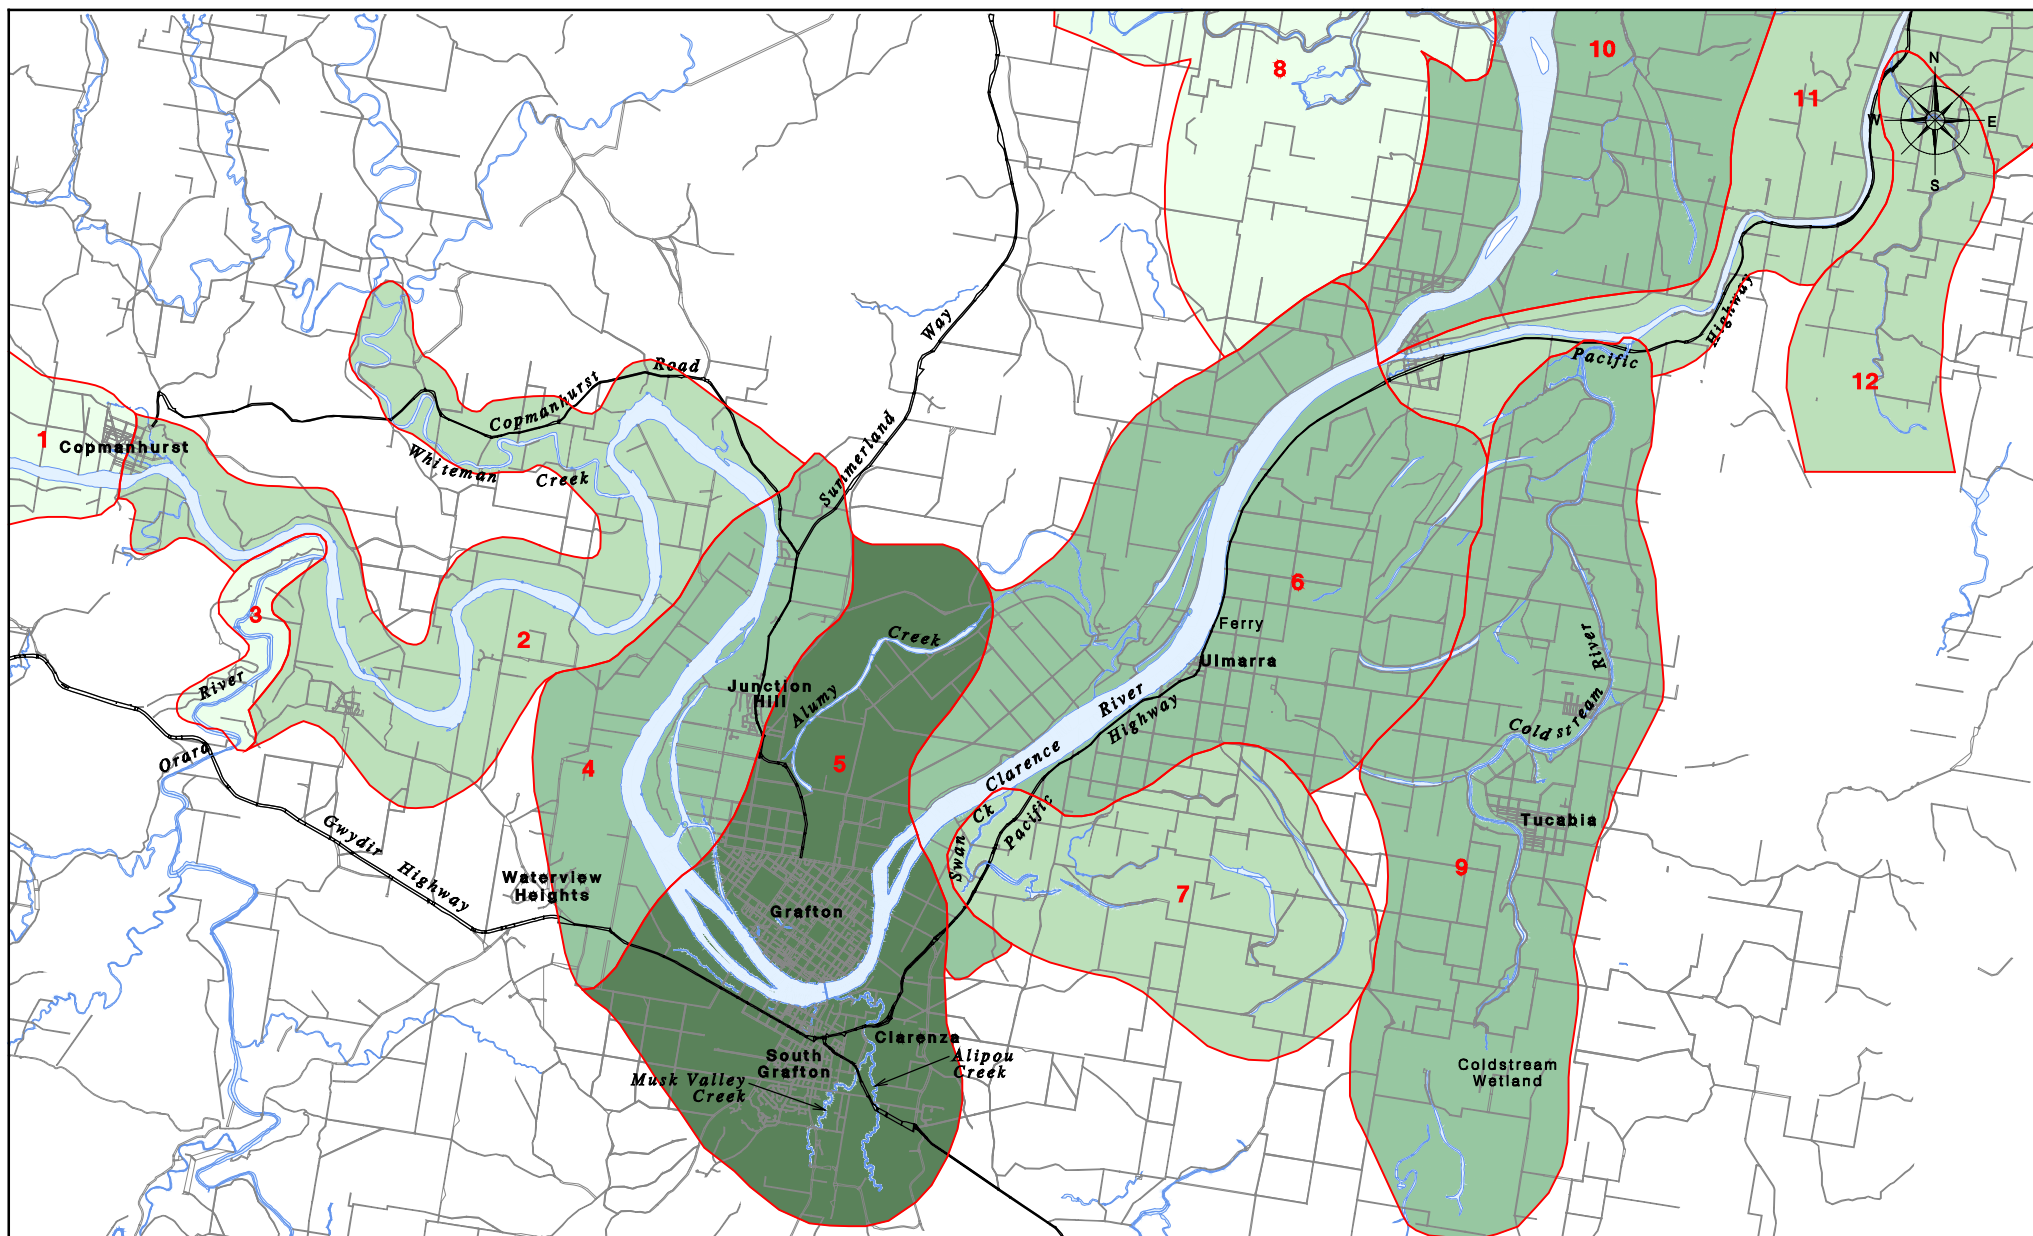 10
8
N
11
W
E
S
Way
Highway
Pacific
Road
Copmanhurst
12
1
Copmanhurst
Whiteman
Creek
Summerland
6
3
Ferry
2
Creek
River
Ulmarra
River
Junction
Hill
Alumy
River
Highway
Coldstream
Orara
4
5
Clarence
Ck
Swan
Pacific
Tucabia
Gwydir
Highway
Waterview
Heights
9
7
Grafton
Clarenza
South
Grafton
Alipou
Creek
Musk Valley
Creek
Coldstream
Wetland